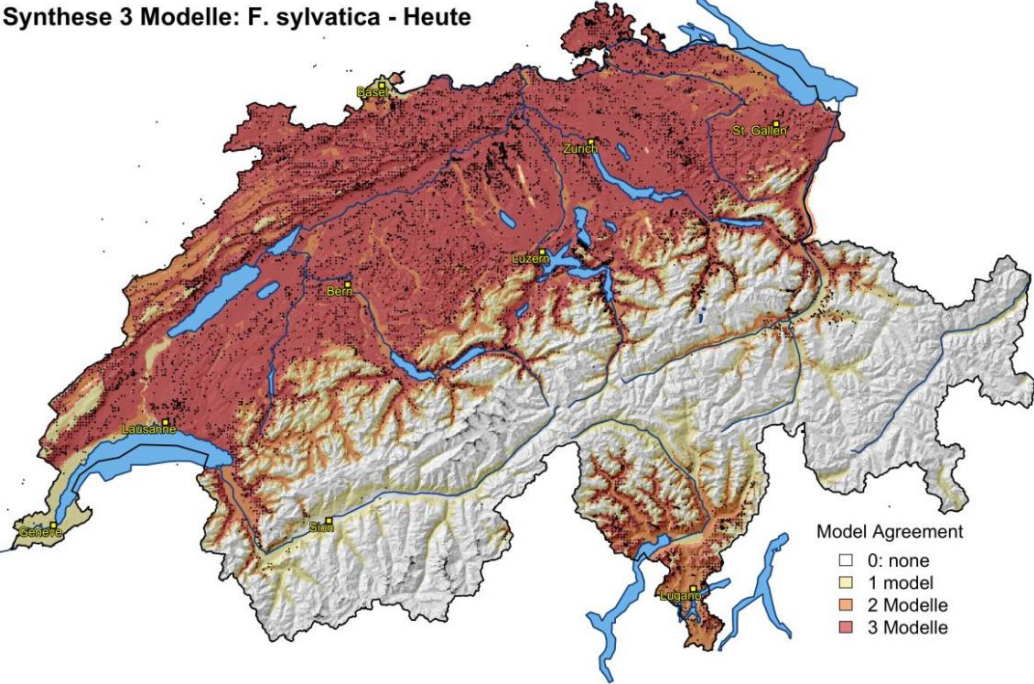 Synthese 3 Modelle: F. sylvatica - Heute
Basel
St. Gallen
Zürich
Luzern
Bern
Lausanne
Sion
Genève
Lugano
Model Agreement
0: none
1 model
2 Modelle
3 Modelle